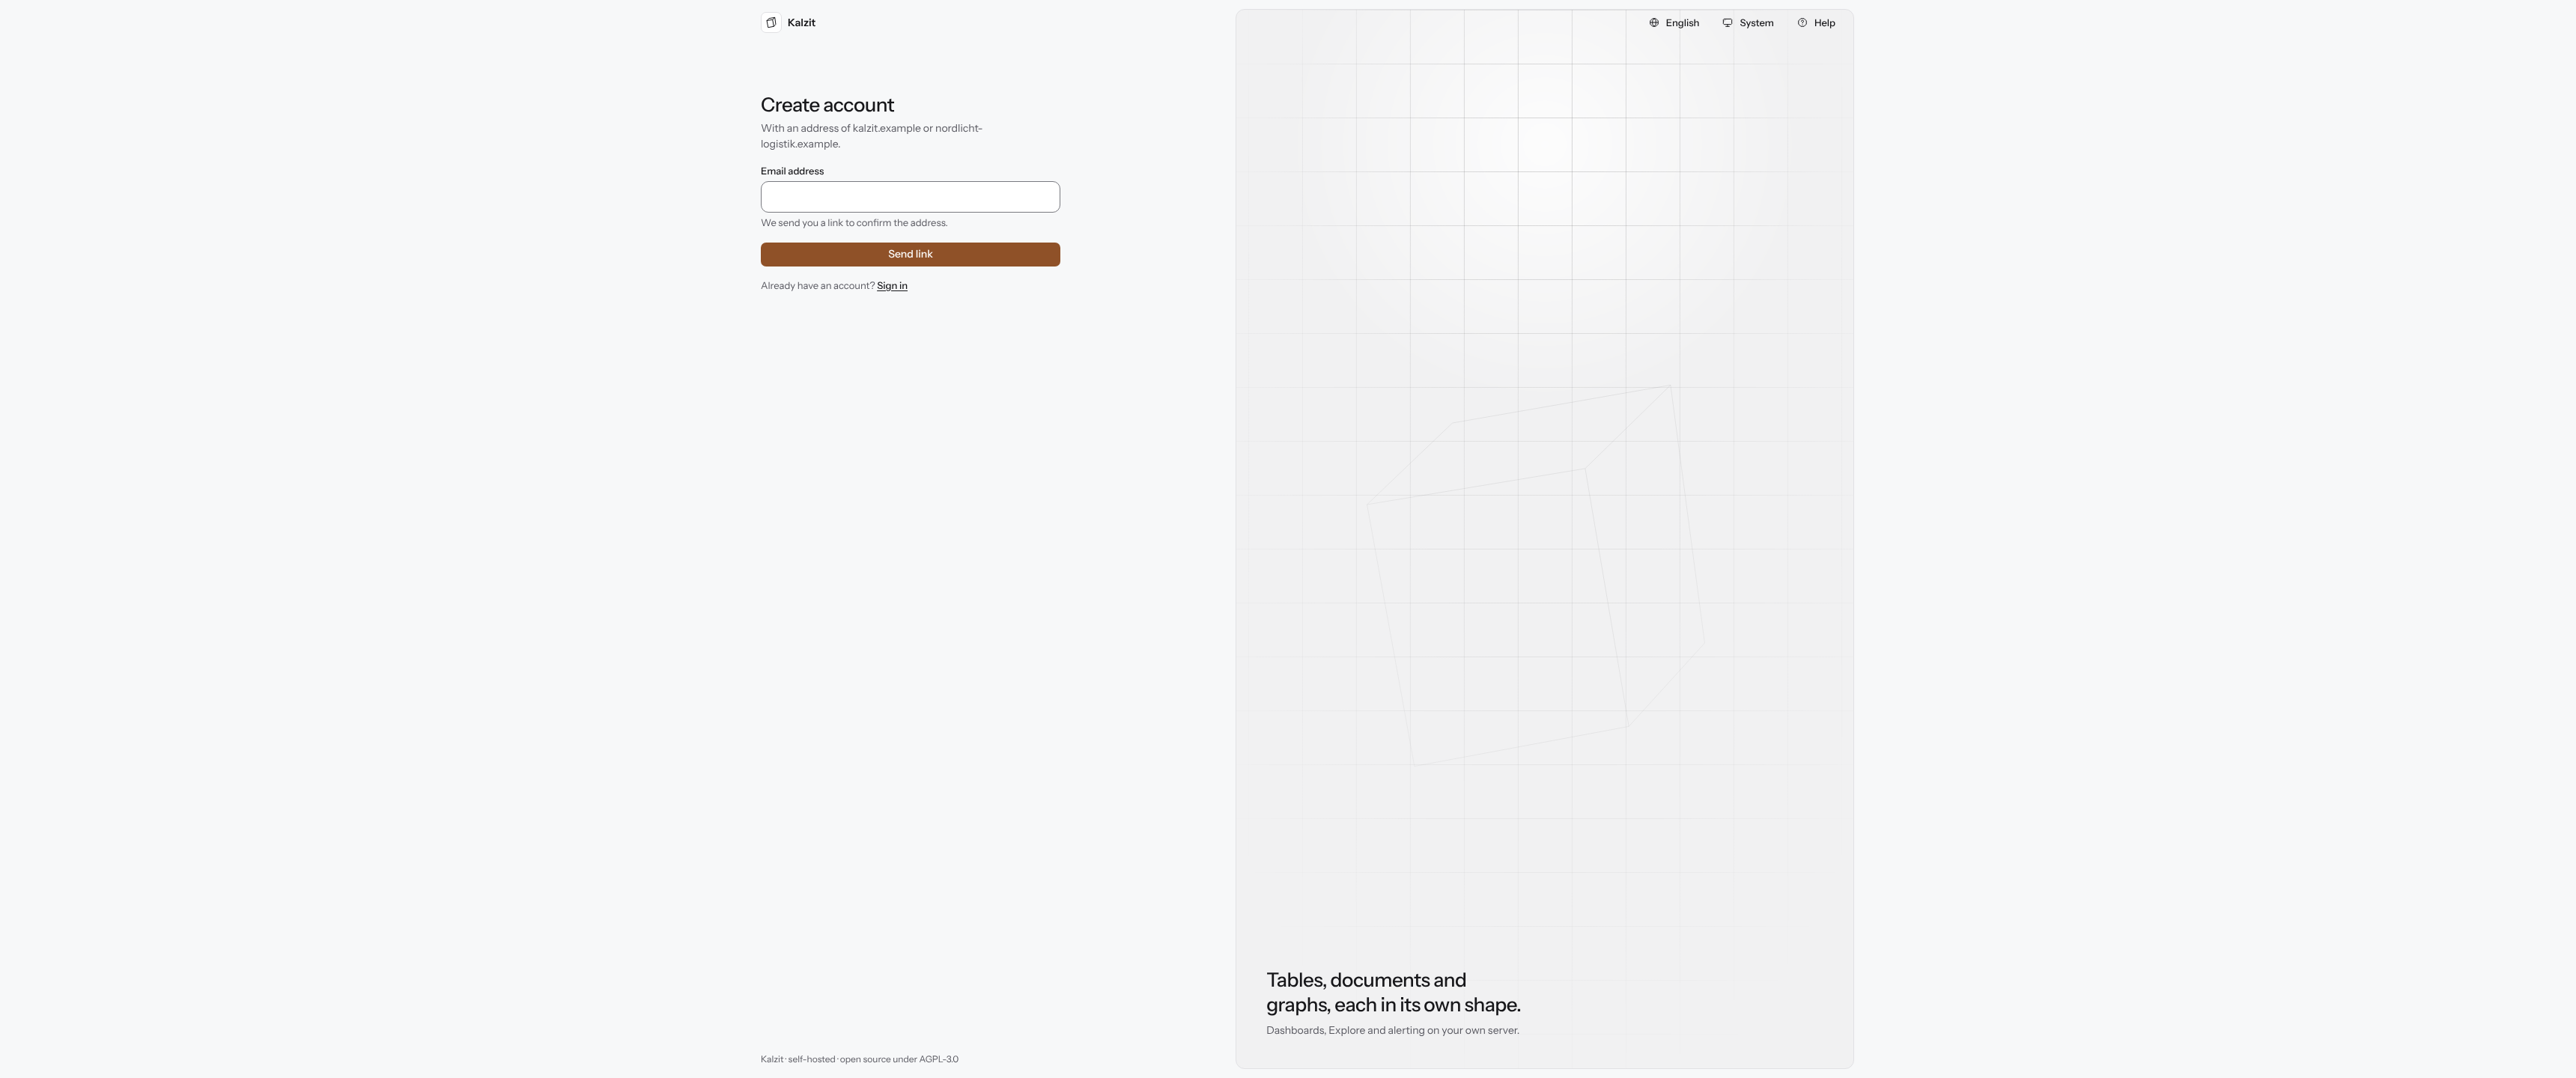 Kalzit
English
System
Help
Create account
With an address of kalzit.example or nordlicht-
logistik.example.
Email address
We send you a link to confirm the address.
Send link
Already have an account? Sign in
Tables, documents and
graphs, each in its own shape.
Dashboards, Explore and alerting on your own server.
Kalzit · self-hosted · open source under AGPL-3.0